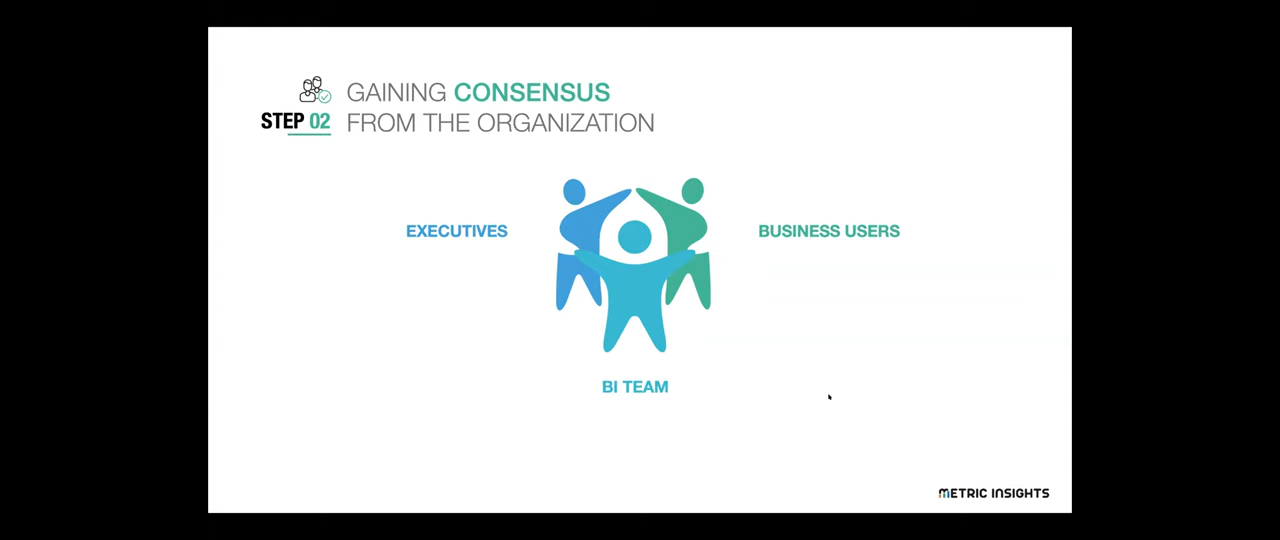 GAINING CONSENSUS
STEP 02
FROM THE ORGANIZATION
EXECUTIVES
BUSINESS USERS
BI TEAM
METRIC INSIGHTS